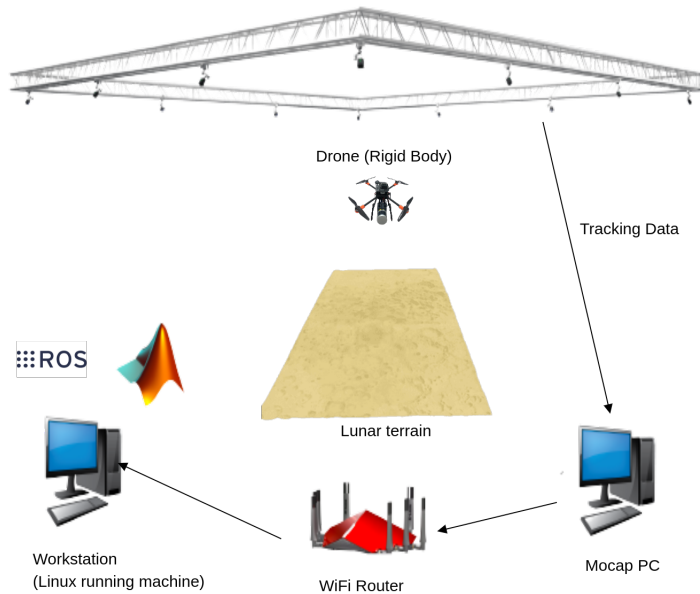 Drone (Rigid Body)
Tracking Data
ROS
Lunar terrain
Workstation
(Linux running machine)
WiFi Router
Mocap PC